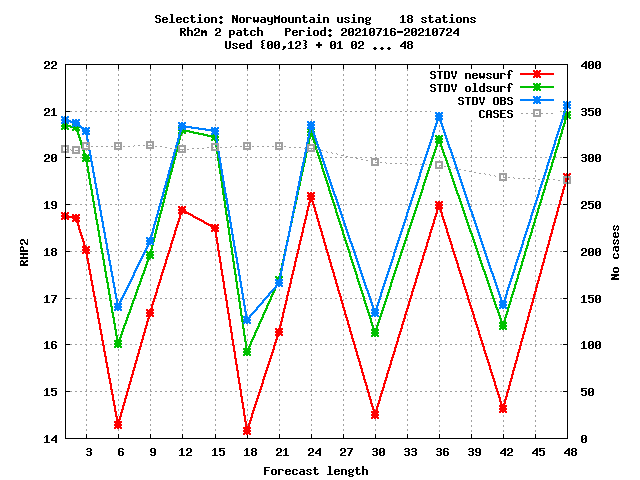 Selection: NorwayMountain using    18 stations
Rh2m 2 patch   Period: 20210716-20210724
Used {00,12} + 01 02 ... 48
STDV newsurf
STDV oldsurf
STDV OBS
CASES
22
21
20
19
18
17
16
15
14
RHP2
400
350
300
250
200
150
100
50
0
No cases
3 6 9 12 15 18 21 24 27 30 33 36 39 42 45 48
Forecast length